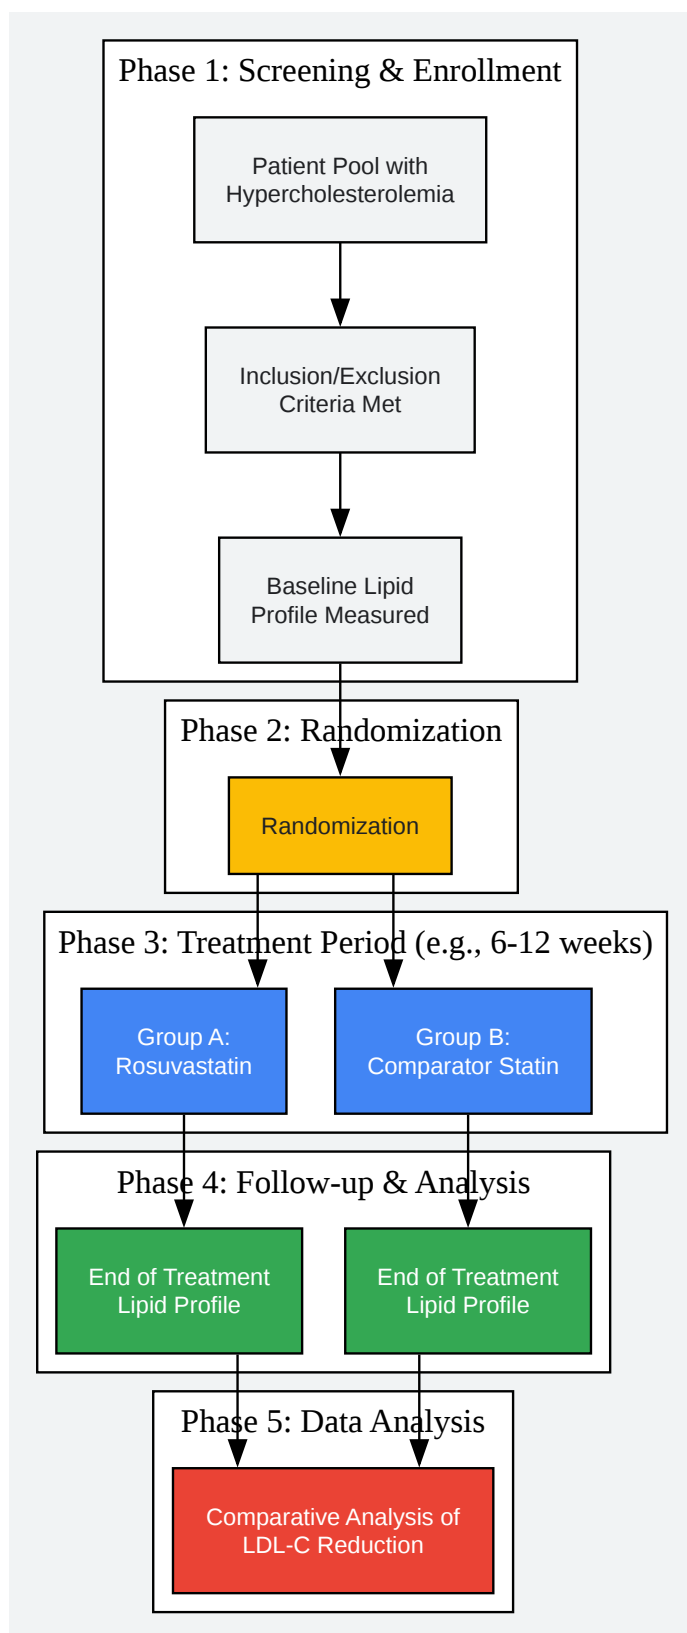 Phase 1: Screening & Enrollment
Patient Pool with
Hypercholesterolemia
Inclusion/Exclusion
Criteria Met
Baseline Lipid
Profile Measured
Phase 2: Randomization
Randomization
Phase 3: Treatment Period (e.g., 6-12 weeks)
Group A:
Rosuvastatin
Group B:
Comparator Statin
Phase 4: Follow-up & Analysis
End of Treatment
Lipid Profile
End of Treatment
Lipid Profile
Phase 5: Data Analysis
Comparative Analysis of
LDL-C Reduction